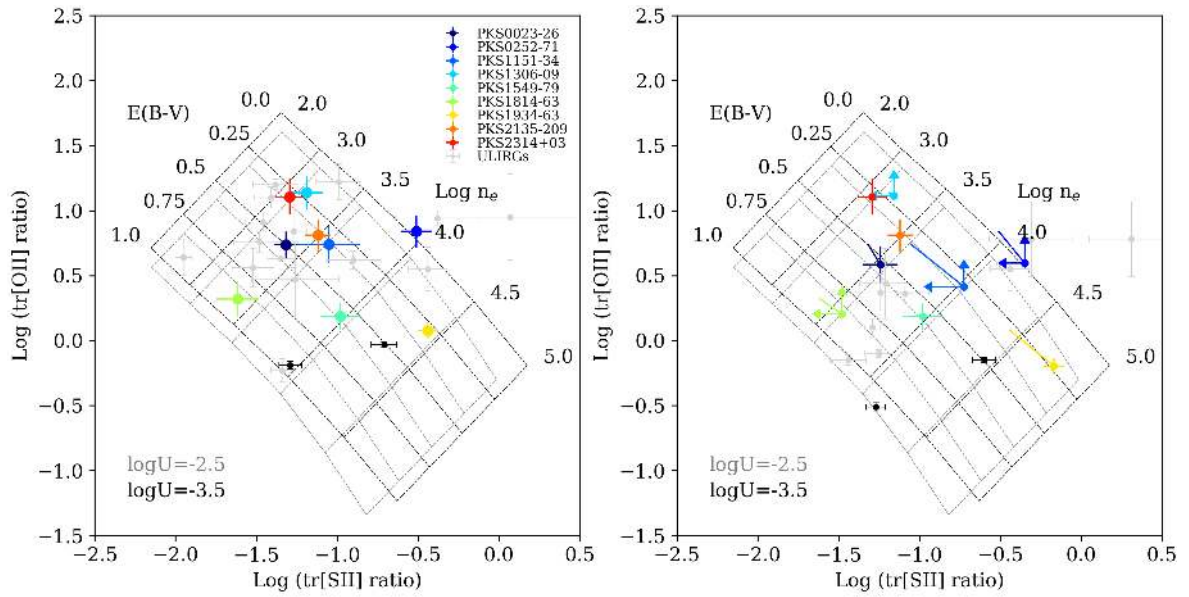 2.5
2.0
1.5
1.0
0.5
0.0
−0.5
−1.0
−1.5
Log (tr[OII] ratio)
−2.5 −2.0 −1.5 −1.0 −0.5 0.0 0.5
Log (tr[SII] ratio)
PKS0023-26
PKS0252-71
PKS1151-34
PKS1306-09
PKS1549-79
PKS1814-63
PKS1934-63
PKS2135-209
PKS2314+03
ULIRGs
E(B-V)
0.0
0.25
0.5
0.75
1.0
2.0
3.0
3.5
Log ne
4.0
4.5
5.0
logU=-2.5
logU=-3.5
2.5
2.0
1.5
1.0
0.5
0.0
−0.5
−1.0
−1.5
Log (tr[OII] ratio)
−2.5 −2.0 −1.5 −1.0 −0.5 0.0 0.5
Log (tr[SII] ratio)
E(B-V)
0.0
0.25
0.5
0.75
1.0
2.0
3.0
3.5
Log ne
4.0
4.5
5.0
logU=-2.5
logU=-3.5